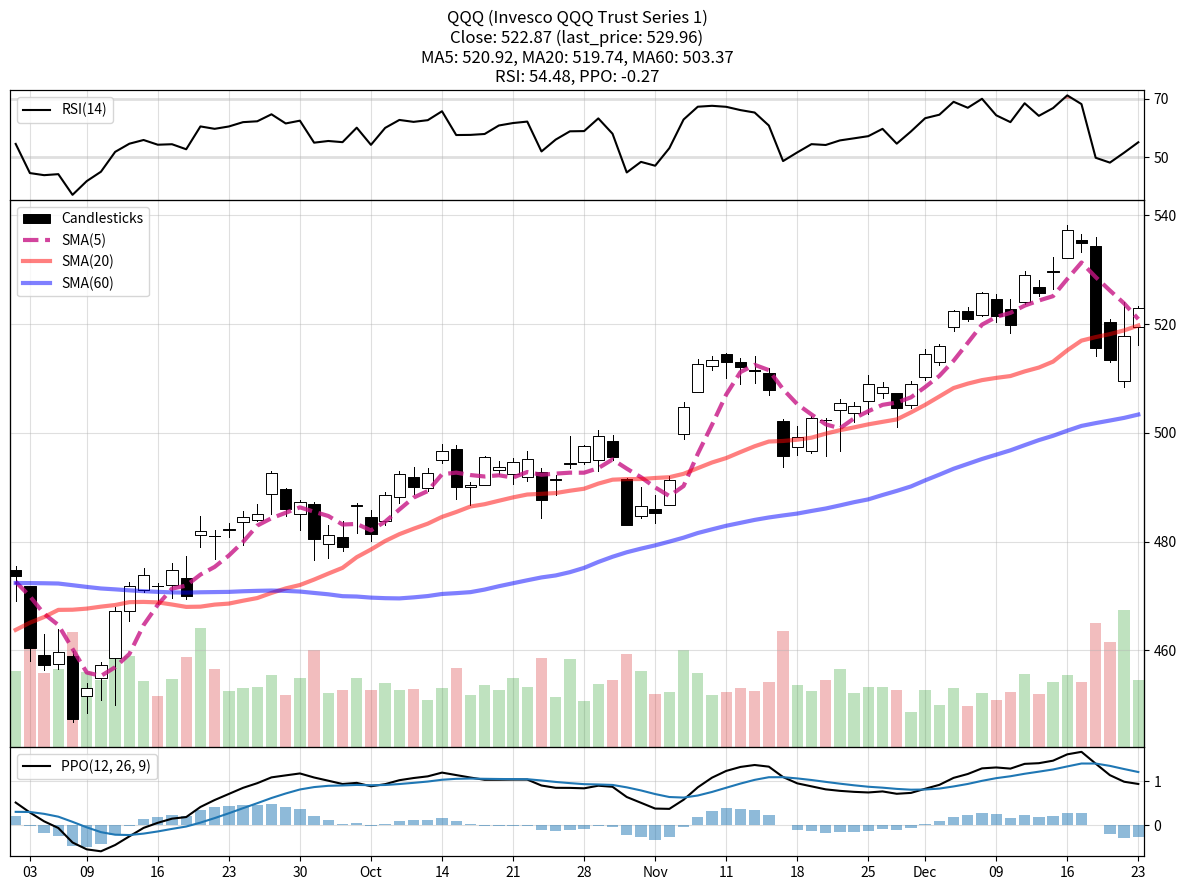 QQQ (Invesco QQQ Trust Series 1)
Close: 522.87 (last_price: 529.96)
MA5: 520.92, MA20: 519.74, MA60: 503.37
RSI: 54.48, PPO: -0.27
RSI(14)
70
50
Candlesticks
SMA(5)
SMA(20)
SMA(60)
540
520
500
480
460
PPO(12, 26, 9)
1
0
03 09 16 23 30 Oct 14 21 28 Nov 11 18 25 Dec 09 16 23